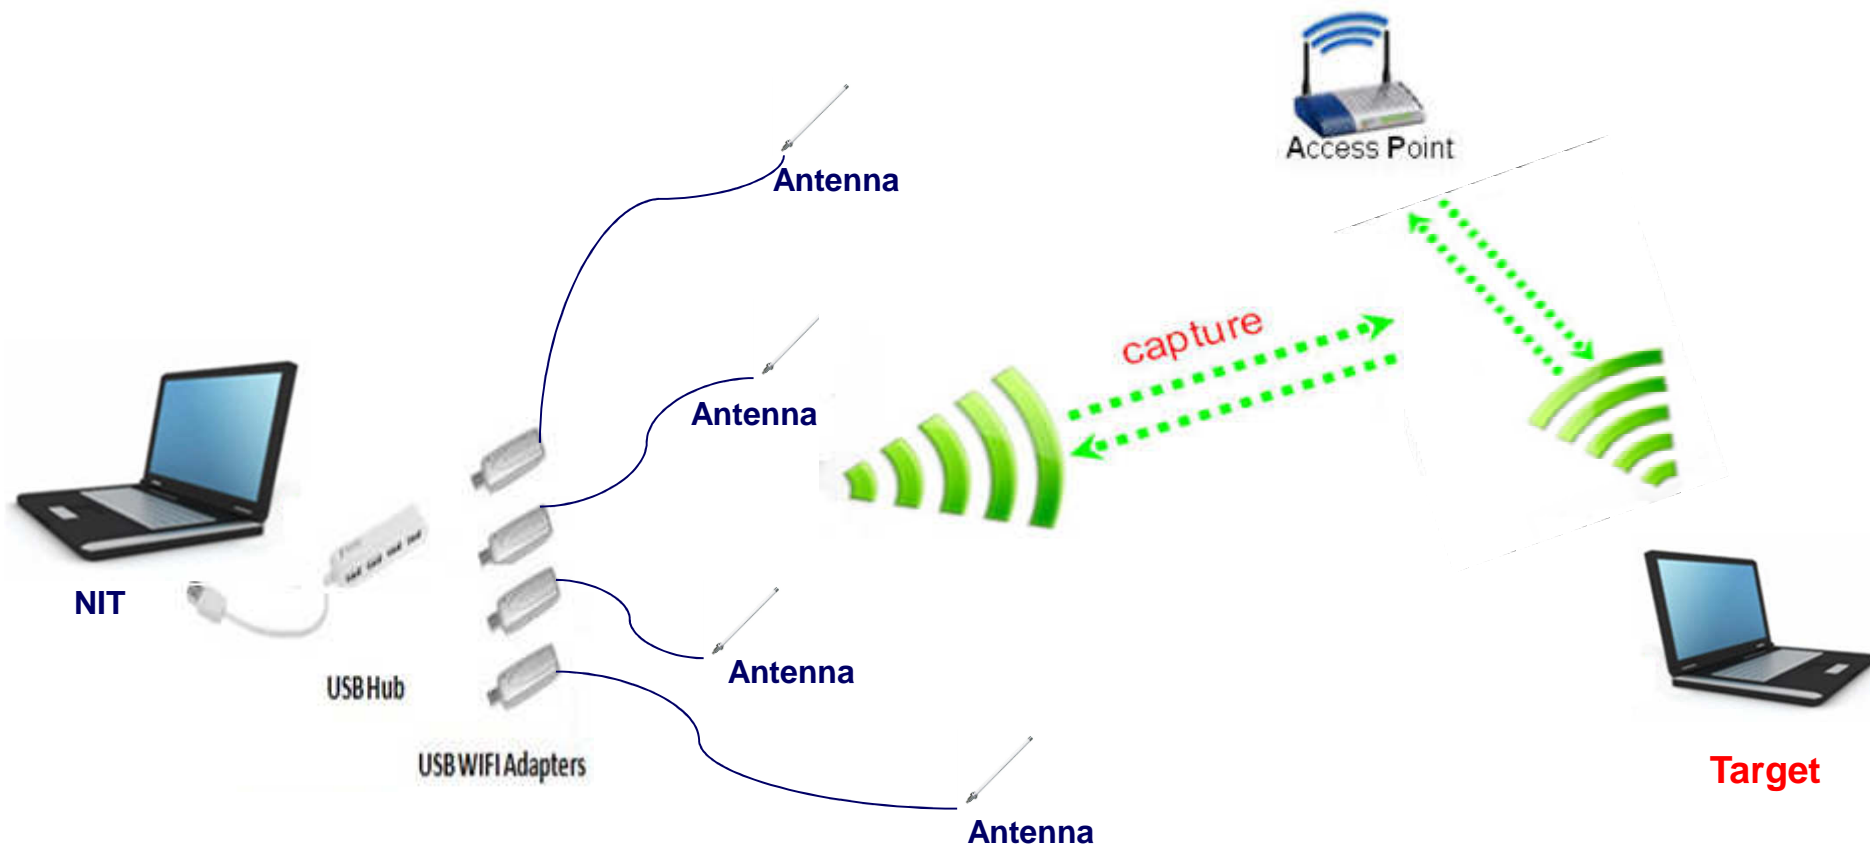 Access Point
Antenna
capture
Antenna
NIT
Antenna
USB Hub
USB WIFI Adapters
Target
Antenna